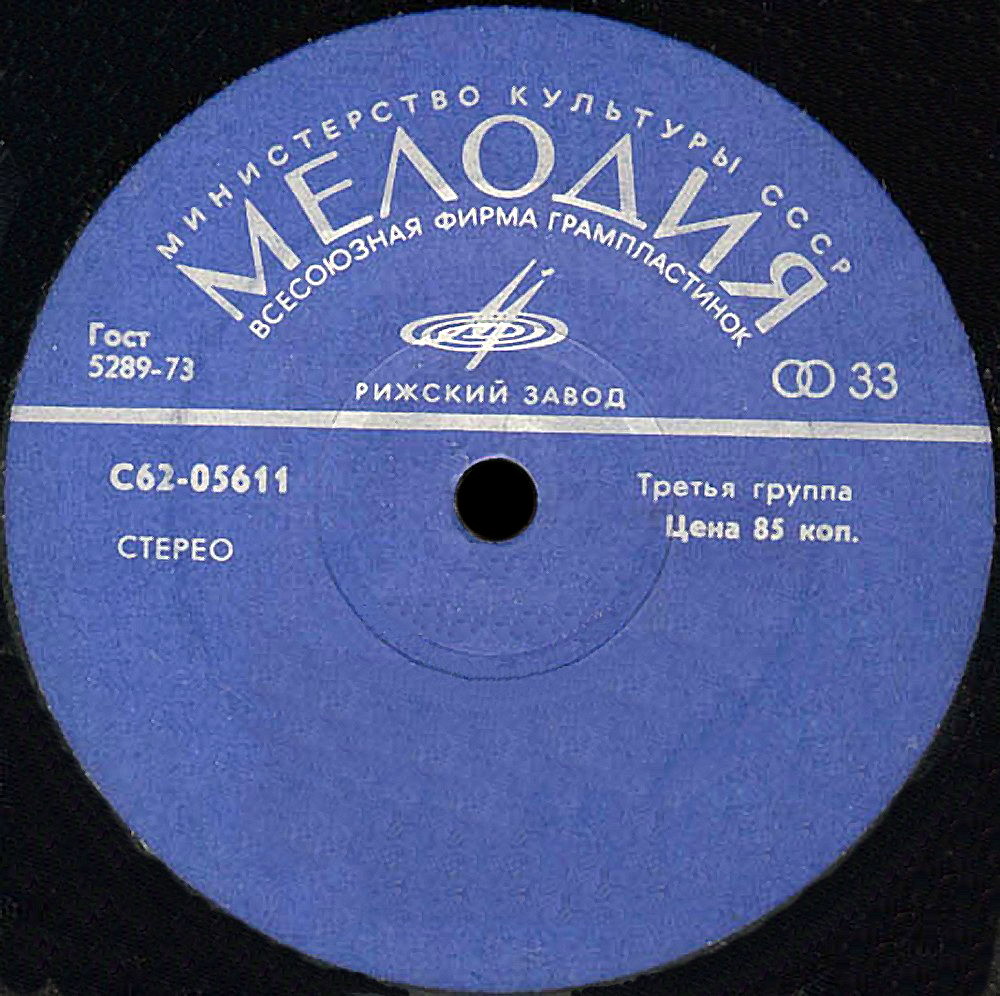 МИНИСТЕРСТВО КУЛЬТУРЫ СССР
МЕЛОДИЯ
ВСЕСОЮЗНАЯ ФИРМА ГРАМПЛАСТИНОК
Гост
5289-73
33
РИЖСКИЙ ЗАВОД
С62-05611
Третья группа
Цена 85 коп.
СТЕРЕО